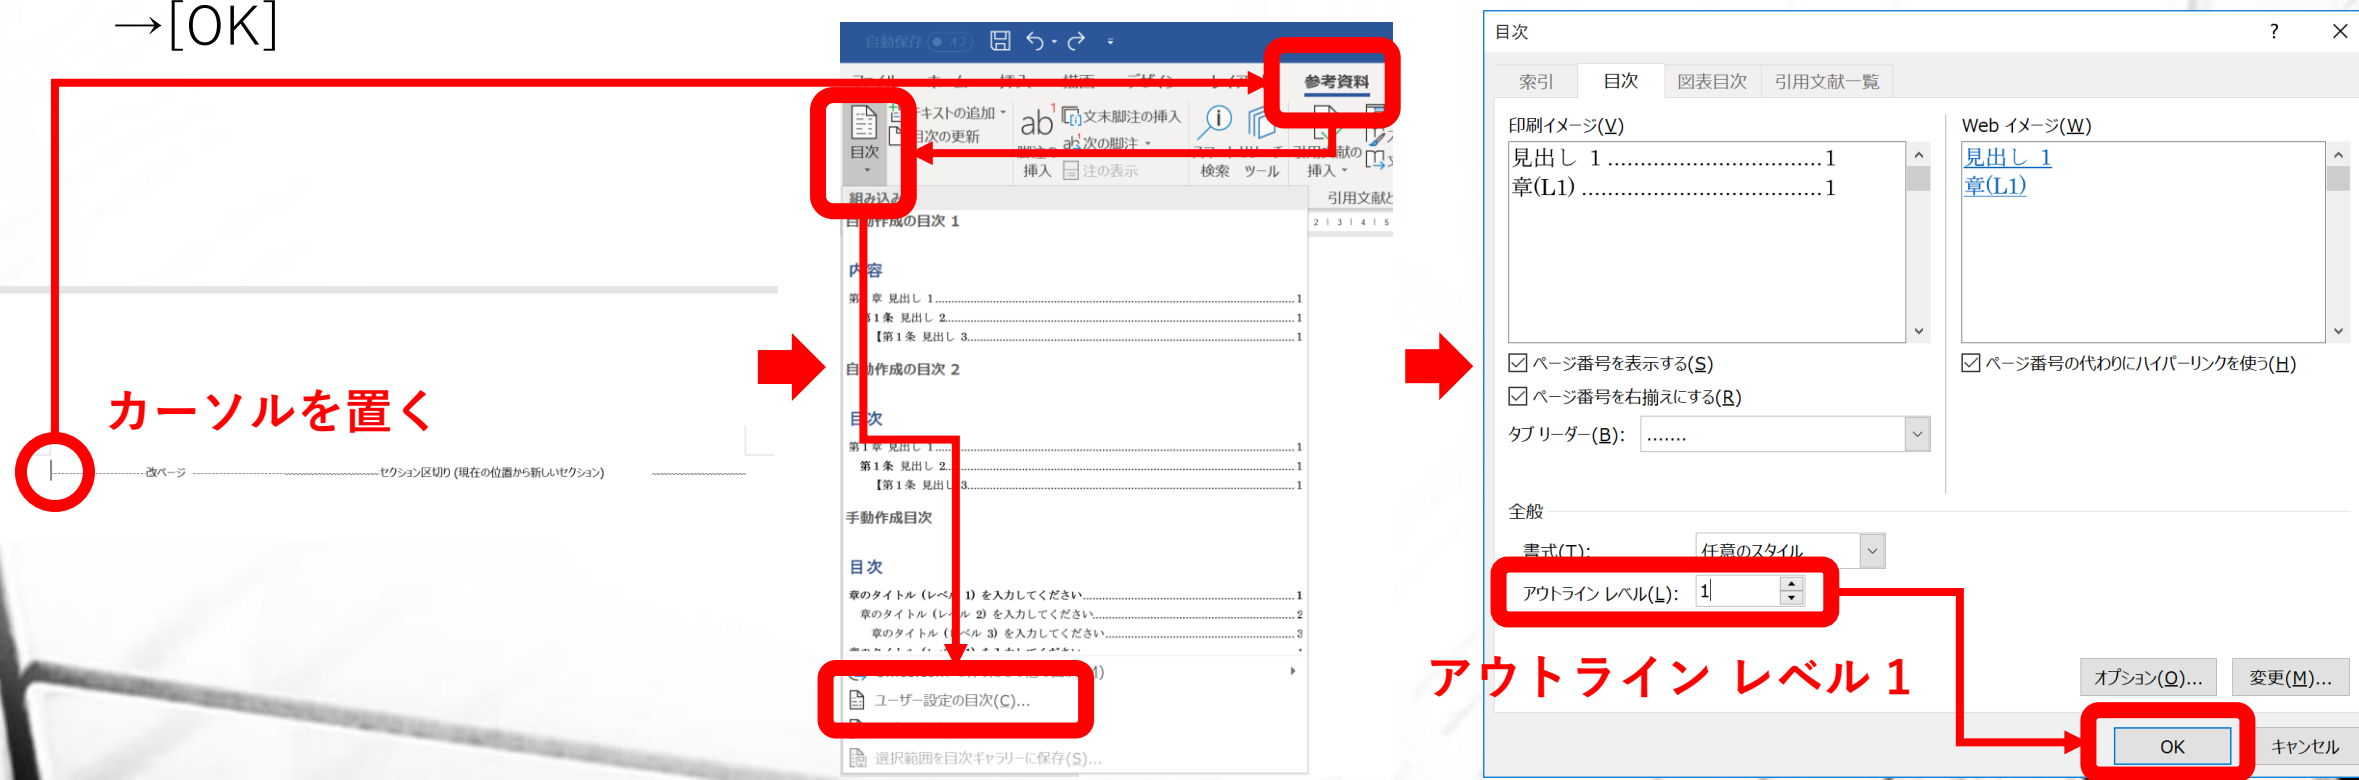 →[OK]
カーソルを置く
改ページ
セクション区切り (現在の位置から新しいセクション)
自動保存
オフ
参考資料
テキストの追加
目次の更新
目次
ab
文末脚注の挿入
次の脚注
挿入
注の表示
検索
ツール
挿入
引用文献と
自動作成の目次 1
内容
章 見出し 1 1
第1条 見出し 2 1
【第1条 見出し 3 1
自動作成の目次 2
目次
第1章 見出し 1 1
第1条 見出し 2 1
【第1条 見出し 3 1
手動作成目次
目次
章のタイトル (レベル 1) を入力してください 1
章のタイトル (レベル 2) を入力してください 2
章のタイトル (レベル 3) を入力してください 3
ユーザー設定の目次(C)...
選択範囲を目次ギャラリーに保存(S)...
目次
? ×
索引 目次 図表目次 引用文献一覧
印刷イメージ(V)
見出し 1 1
章(L1) 1
Web イメージ(W)
見出し 1
章(L1)
ページ番号を表示する(S)
ページ番号の代わりにハイパーリンクを使う(H)
ページ番号を右揃えにする(R)
タブ リーダー(B): .......
全般
書式(T): 任意のスタイル
アウトライン レベル(L): 1
アウトライン レベル 1
オプション(O)... 変更(M)...
OK キャンセル